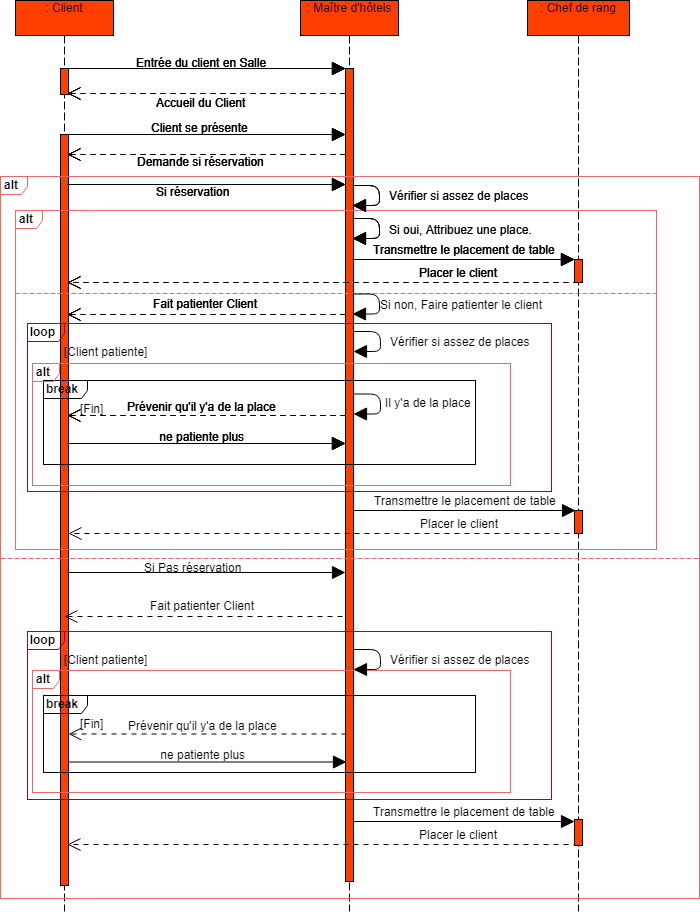 : Client
: Maître d'hôtels
: Chef de rang
Entrée du client en Salle
Accueil du Client
Client se présente
Demande si réservation
alt
Si réservation
Vérifier si assez de places
alt
Si oui, Attribuez une place.
Transmettre le placement de table
Placer le client
Fait patienter Client
Si non, Faire patienter le client
loop
Vérifier si assez de places
[Client patiente]
alt
break
Il y'a de la place
[Fin]
Prévenir qu'il y'a de la place
ne patiente plus
Transmettre le placement de table
Placer le client
Si Pas réservation
Fait patienter Client
loop
[Client patiente]
Vérifier si assez de places
alt
break
[Fin]
Prévenir qu'il y'a de la place
ne patiente plus
Transmettre le placement de table
Placer le client